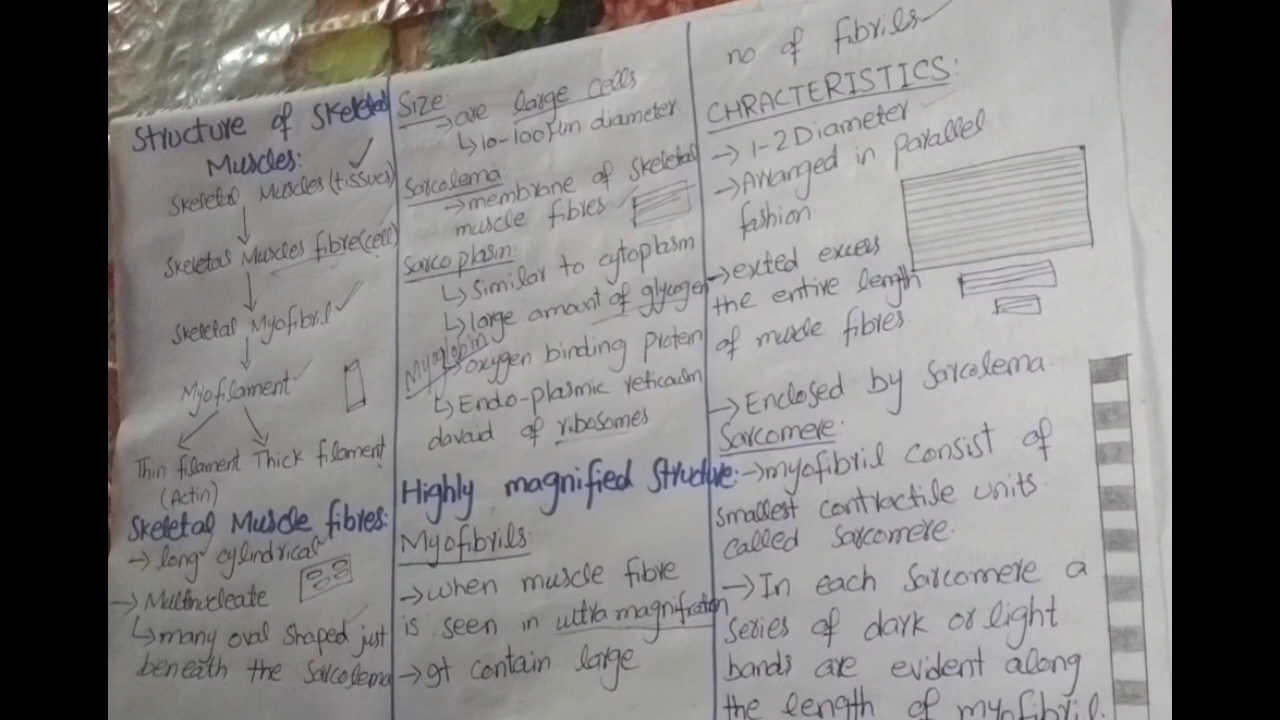 Structure of Skeletal
Muscles:
Skeletal Muscles (tissues)
Skeletal Muscles fibre (cell)
Skeletal Myofibril
Myofilament
Thin filament Thick filament
(Actin)
Skeletal Muscle fibres:
→ long cylindrical
→ Multinucleate
↳ many oval shaped just
beneath the Sarcolema
Size:
→ are large cells
↳ 10-100 μm diameter
Sarcolema:
→ membrane of skeletal
muscle fibres
Sarcoplasm:
↳ Similar to cytoplasm
↳ large amount of glycogen
Myoglobin
↳ oxygen binding protein
↳ Endo-plasmic reticulum
davaid of ribosomes
Highly magnified Structure:
Myofibrils:
→ when muscle fibre
is seen in ultra magnification
→ It contain large
no of fibrils
CHRACTERISTICS:
→ 1-2 Diameter
→ Arranged in parallel
fashion.
→ exted excess
the entire length
of muscle fibres.
→ Enclosed by Sarcolema.
Sarcomere:
→ myofibril consist of
smallest contractile units
called Sarcomere.
→ In each Sarcomere a
series of dark or light
bands are evident along
the length of myofibril.